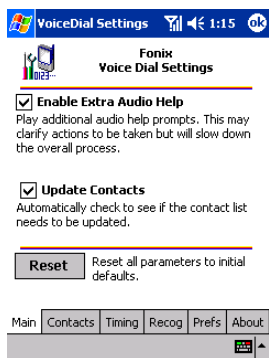 VoiceDial Settings 1:15 ok
0123...
Fonix
Voice Dial Settings
Enable Extra Audio Help
Play additional audio help prompts. This may
clarify actions to be taken but will slow down
the overall process.
Update Contacts
Automatically check to see if the contact list
needs to be updated.
Reset
Reset all parameters to initial
defaults.
Main Contacts Timing Recog Prefs About